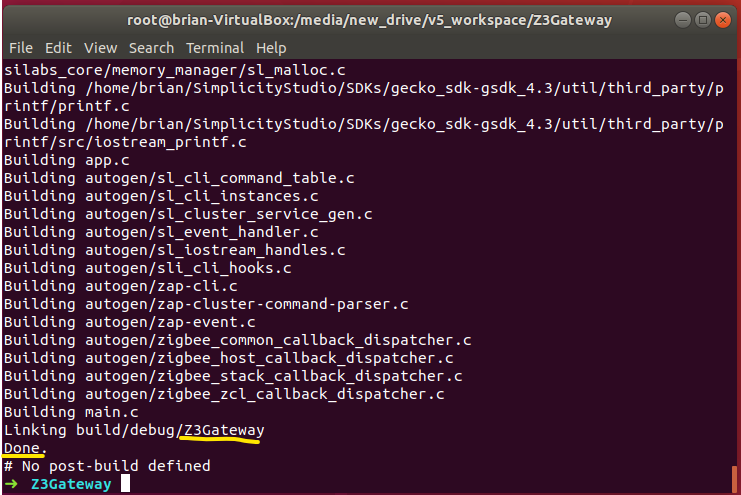 root@brian-VirtualBox:/media/new_drive/v5_workspace/Z3Gateway
File Edit View Search Terminal Help
silabs_core/memory_manager/sl_malloc.c
Building /home/brian/SimplicityStudio/SDKs/gecko_sdk-gsdk_4.3/util/third_party/p
rintf/printf.c
Building /home/brian/SimplicityStudio/SDKs/gecko_sdk-gsdk_4.3/util/third_party/p
rintf/src/iostream_printf.c
Building app.c
Building autogen/sl_cli_command_table.c
Building autogen/sl_cli_instances.c
Building autogen/sl_cluster_service_gen.c
Building autogen/sl_event_handler.c
Building autogen/sl_iostream_handles.c
Building autogen/sli_cli_hooks.c
Building autogen/zap-cli.c
Building autogen/zap-cluster-command-parser.c
Building autogen/zap-event.c
Building autogen/zigbee_common_callback_dispatcher.c
Building autogen/zigbee_host_callback_dispatcher.c
Building autogen/zigbee_stack_callback_dispatcher.c
Building autogen/zigbee_zcl_callback_dispatcher.c
Building main.c
Linking build/debug/Z3Gateway
Done.
# No post-build defined
➜ Z3Gateway